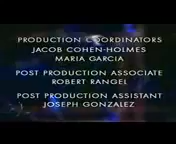 PRODUCTION COORDINATORS
JACOB COHEN-HOLMES
MARIA GARCIA
POST PRODUCTION ASSOCIATE
ROBERT RANGEL
POST PRODUCTION ASSISTANT
JOSEPH GONZALEZ